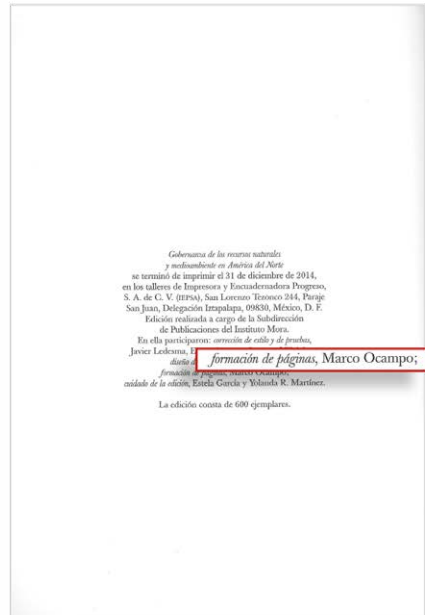 Gobernanza de los recursos naturales
y medioambiente en América del Norte
se terminó de imprimir el 31 de diciembre de 2014,
en los talleres de Impresora y Encuadernadora Progreso,
S. A. de C. V. (IEPSA), San Lorenzo Tezonco 244, Paraje
San Juan, Delegación Iztapalapa, 09830, México, D. F.
Edición realizada a cargo de la Subdirección
de Publicaciones del Instituto Mora.
En ella participaron: corrección de estilo y de pruebas,
Javier Ledesma,
diseño
formación de páginas, Marco Ocampo;
formación de páginas, Marco Ocampo;
cuidado de la edición, Estela García y Yolanda R. Martínez.
La edición consta de 600 ejemplares.